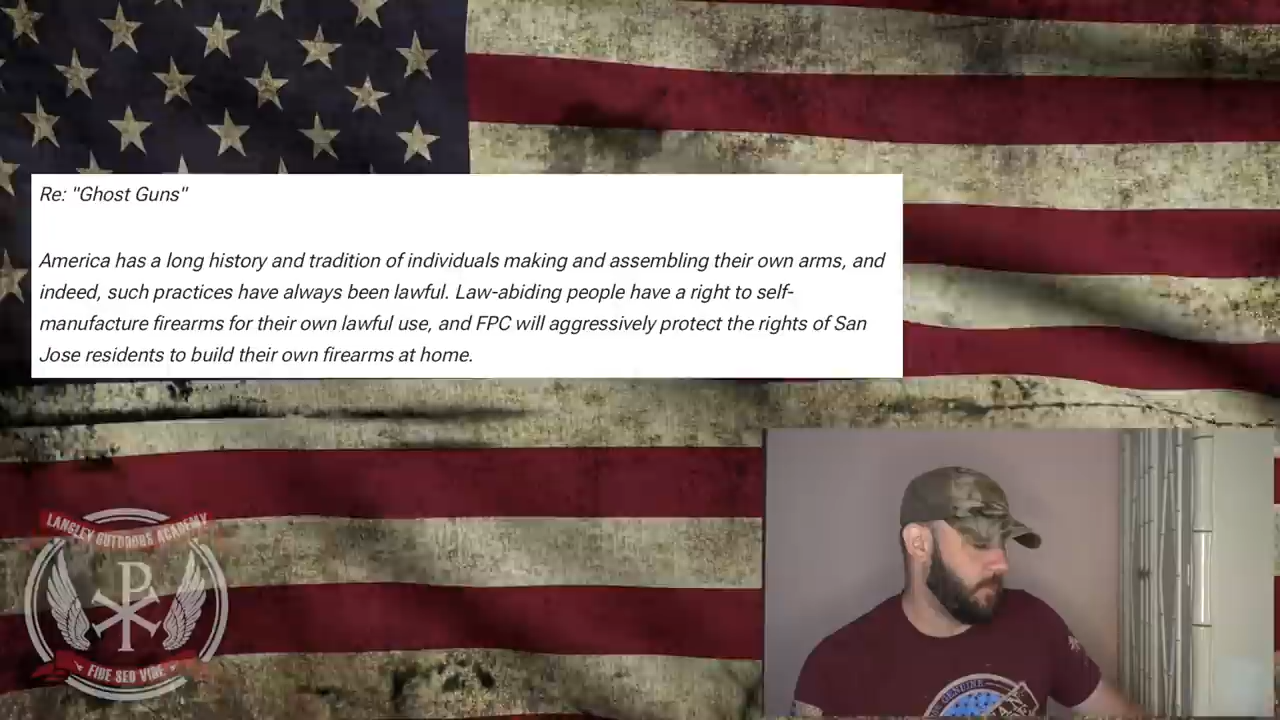 Re: "Ghost Guns"
America has a long history and tradition of individuals making and assembling their own arms, and
indeed, such practices have always been lawful. Law-abiding people have a right to self-
manufacture firearms for their own lawful use, and FPC will aggressively protect the rights of San
Jose residents to build their own firearms at home.
LANGLEY OUTDOORS ACADEMY
FIDE SED VIDE
GENUINE